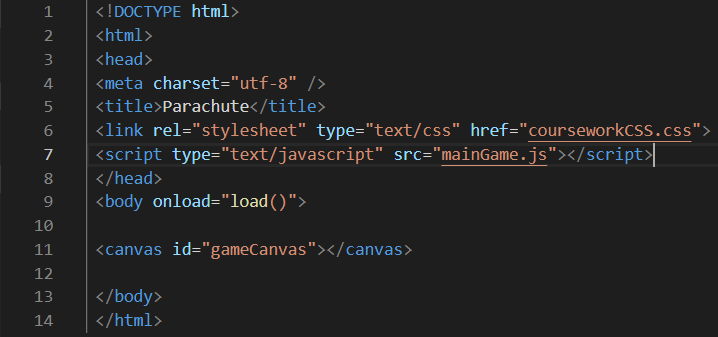 1 <!DOCTYPE html>
2 <html>
3 <head>
4 <meta charset="utf-8" />
5 <title>Parachute</title>
6 <link rel="stylesheet" type="text/css" href="courseworkCSS.css">
7 <script type="text/javascript" src="mainGame.js"></script>
8 </head>
9 <body onload="load()">
10
11 <canvas id="gameCanvas"></canvas>
12
13 </body>
14 </html>